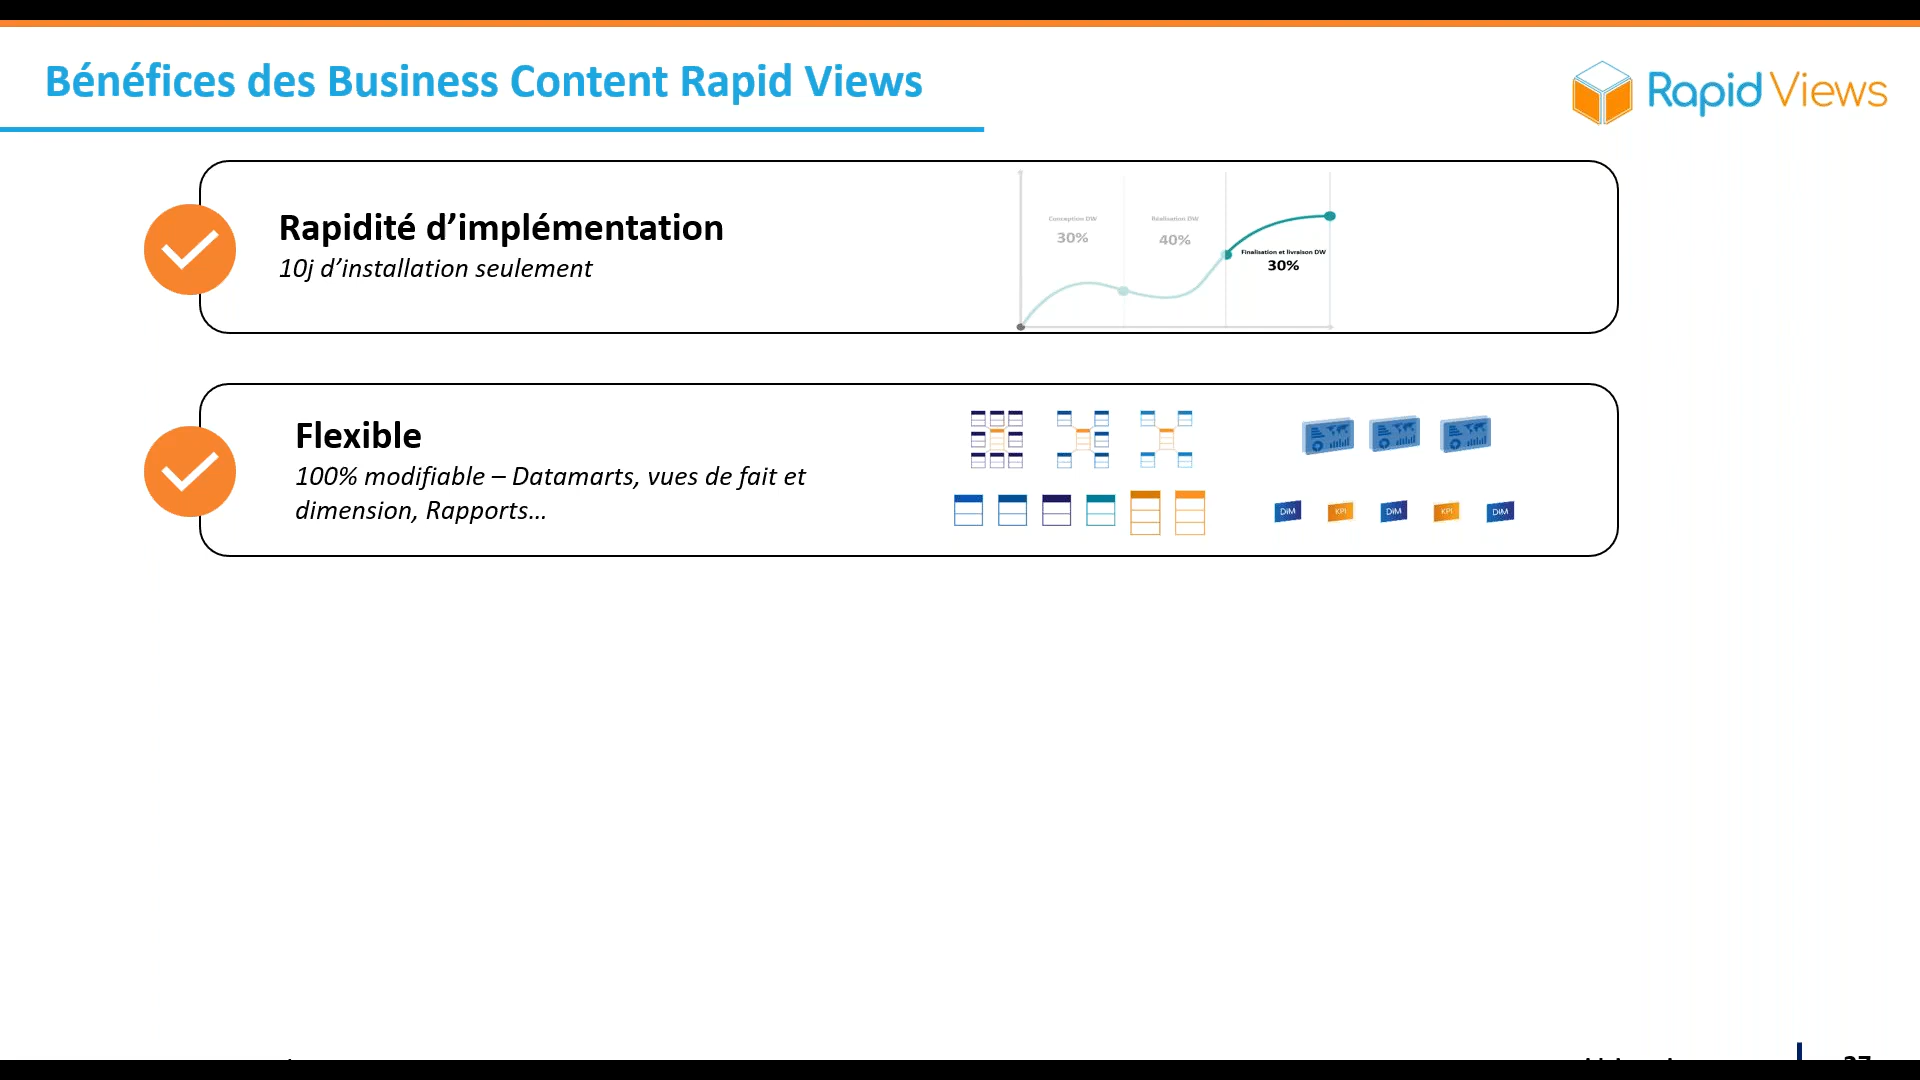 Bénéfices des Business Content Rapid Views
Rapid Views
Rapidité d’implémentation
10j d’installation seulement
Conception DW
30%
Réalisation DW
40%
Finalisation et livraison DW
30%
Flexible
100% modifiable – Datamarts, vues de fait et
dimension, Rapports…
DIM
KPI
DIM
KPI
DIM